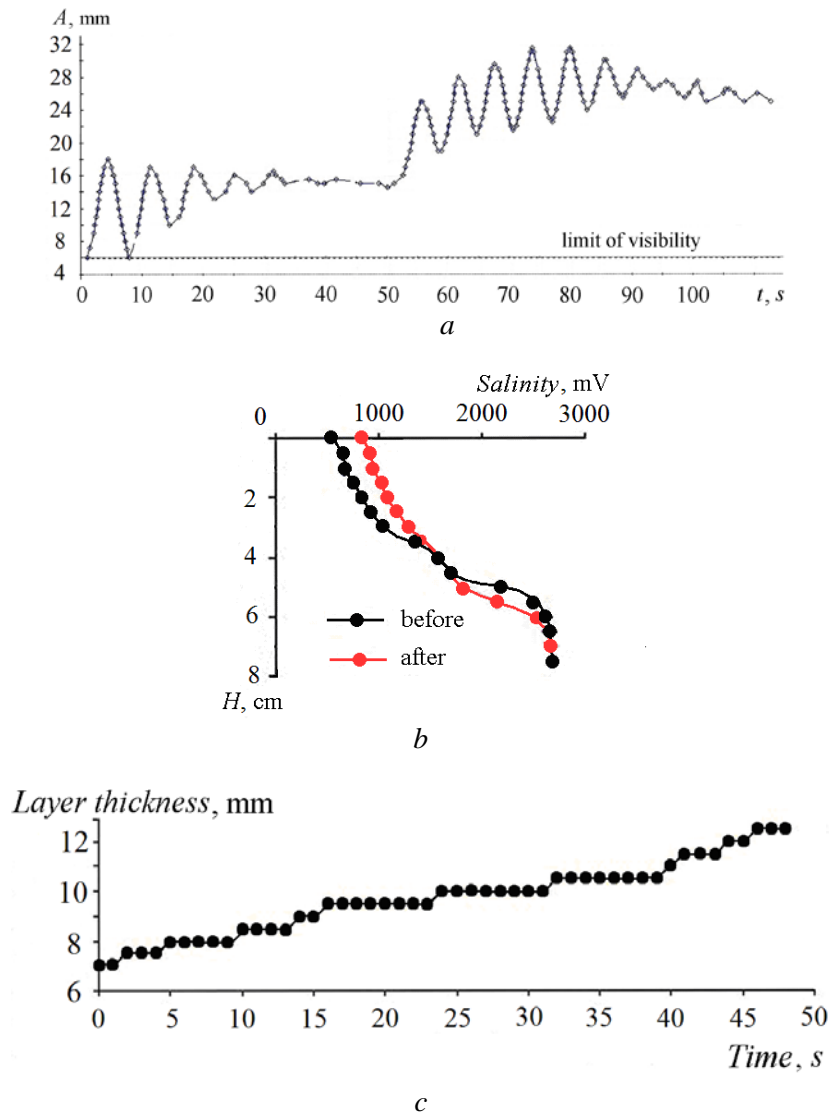 A, mm
32
28
24
20
16
12
8
4
limit of visibility
0 10 20 30 40 50 60 70 80 90 100 t, s
a
Salinity, mV
0 1000 2000 3000
2
4
6
8
before
after
H, cm
b
Layer thickness, mm
12
10
8
6
0 5 10 15 20 25 30 35 40 45 50
Time, s
c